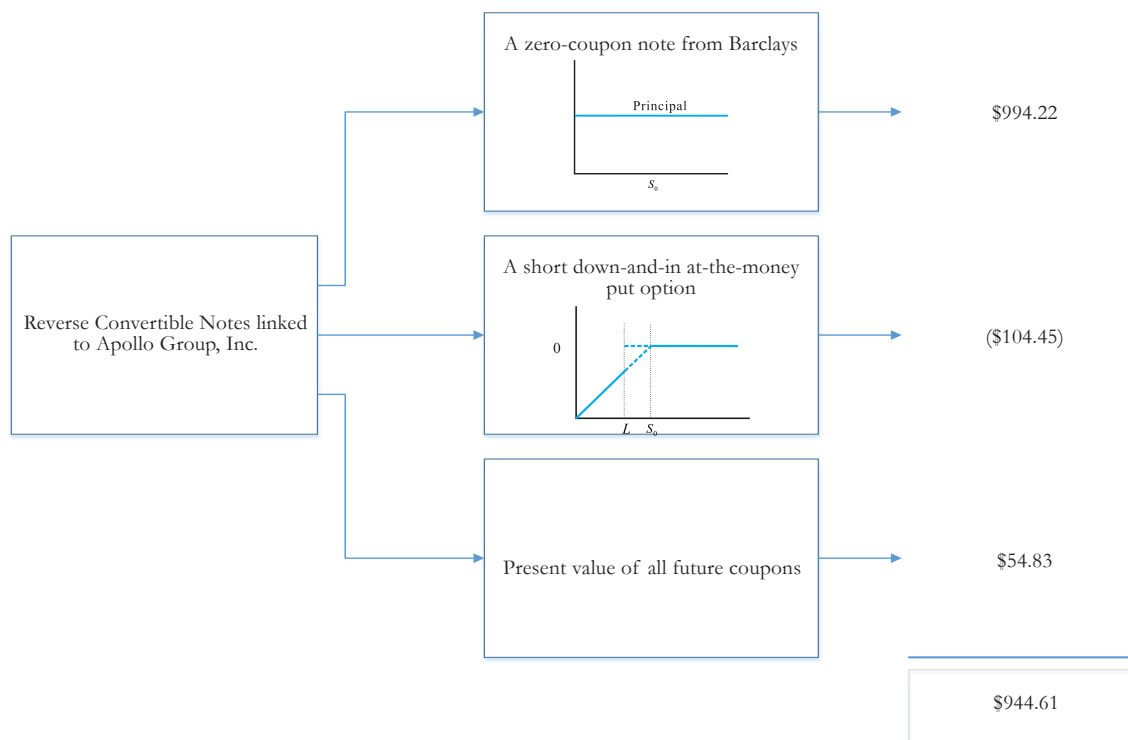 A zero-coupon note from Barclays
Principal
S₀
$994.22
Reverse Convertible Notes linked
to Apollo Group, Inc.
A short down-and-in at-the-money
put option
0
L S₀
($104.45)
Present value of all future coupons
$54.83
$944.61